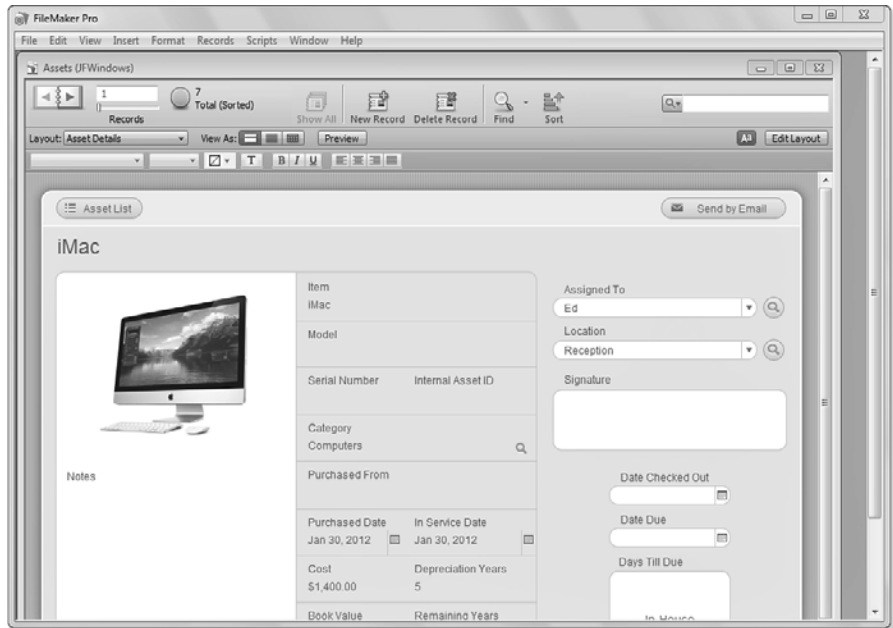 FileMaker Pro
File Edit View Insert Format Records Scripts Window Help
Assets (JFWindows)
1
Records
7
Total (Sorted)
Show All
New Record
Delete Record
Find
Sort
Layout: Asset Details
View As:
Preview
Aa
Edit Layout
T B I U
Asset List
Send by Email
iMac
Item
iMac
Model
Serial Number Internal Asset ID
Category
Computers
Purchased From
Purchased Date In Service Date
Jan 30, 2012 Jan 30, 2012
Cost Depreciation Years
$1,400.00 5
Book Value Remaining Years
Notes
Assigned To
Ed
Location
Reception
Signature
Date Checked Out
Date Due
Days Till Due
In-House